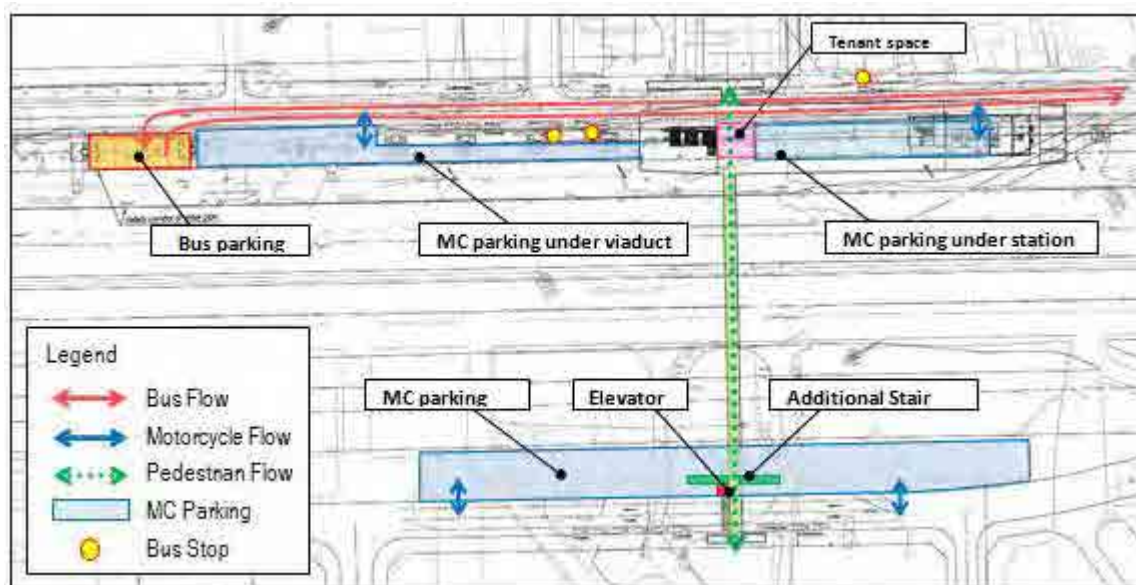 Tenant space
Bus parking
MC parking under viaduct
MC parking under station
Legend
Bus Flow
Motorcycle Flow
Pedestrian Flow
MC Parking
Bus Stop
MC parking
Elevator
Additional Stair